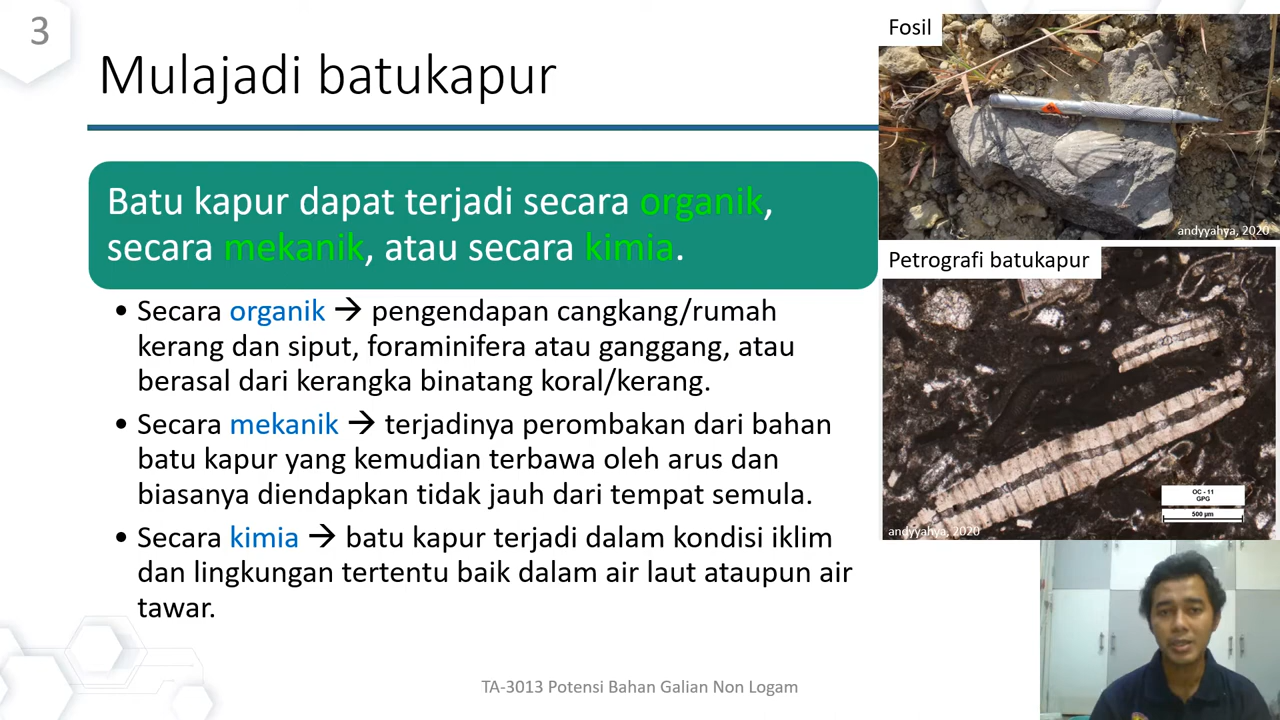 3
Mulajadi batukapur
Batu kapur dapat terjadi secara organik,
secara mekanik, atau secara kimia.
• Secara organik → pengendapan cangkang/rumah
kerang dan siput, foraminifera atau ganggang, atau
berasal dari kerangka binatang koral/kerang.
• Secara mekanik → terjadinya perombakan dari bahan
batu kapur yang kemudian terbawa oleh arus dan
biasanya diendapkan tidak jauh dari tempat semula.
• Secara kimia → batu kapur terjadi dalam kondisi iklim
dan lingkungan tertentu baik dalam air laut ataupun air
tawar.
Fosil
andyyahya, 2020
Petrografi batukapur
OC - 11
GPG
500 µm
andyyahya, 2020
TA-3013 Potensi Bahan Galian Non Logam